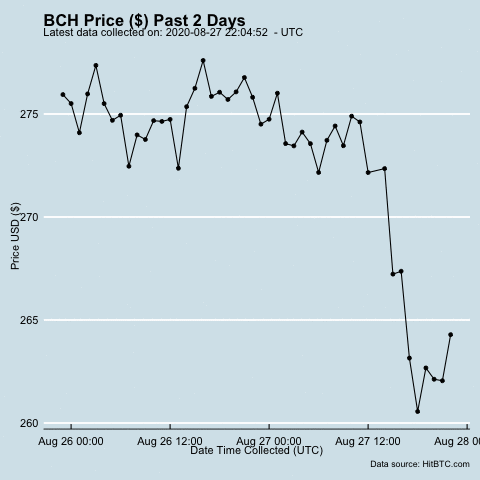 BCH Price ($) Past 2 Days
Latest data collected on: 2020-08-27 22:04:52 - UTC
Price USD ($)
275
270
265
260
Aug 26 00:00 Aug 26 12:00 Aug 27 00:00 Aug 27 12:00 Aug 28 0
Date Time Collected (UTC)
Data source: HitBTC.com